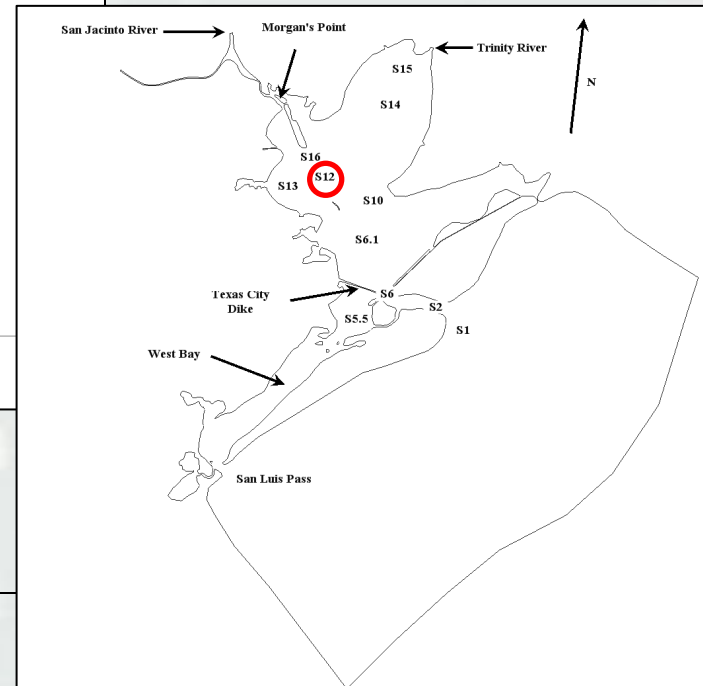 San Jacinto River
Morgan's Point
Trinity River
S15
N
S14
S16
S12
S13
S10
S6.1
Texas City
Dike
S6
S2
S5.5
S1
West Bay
San Luis Pass